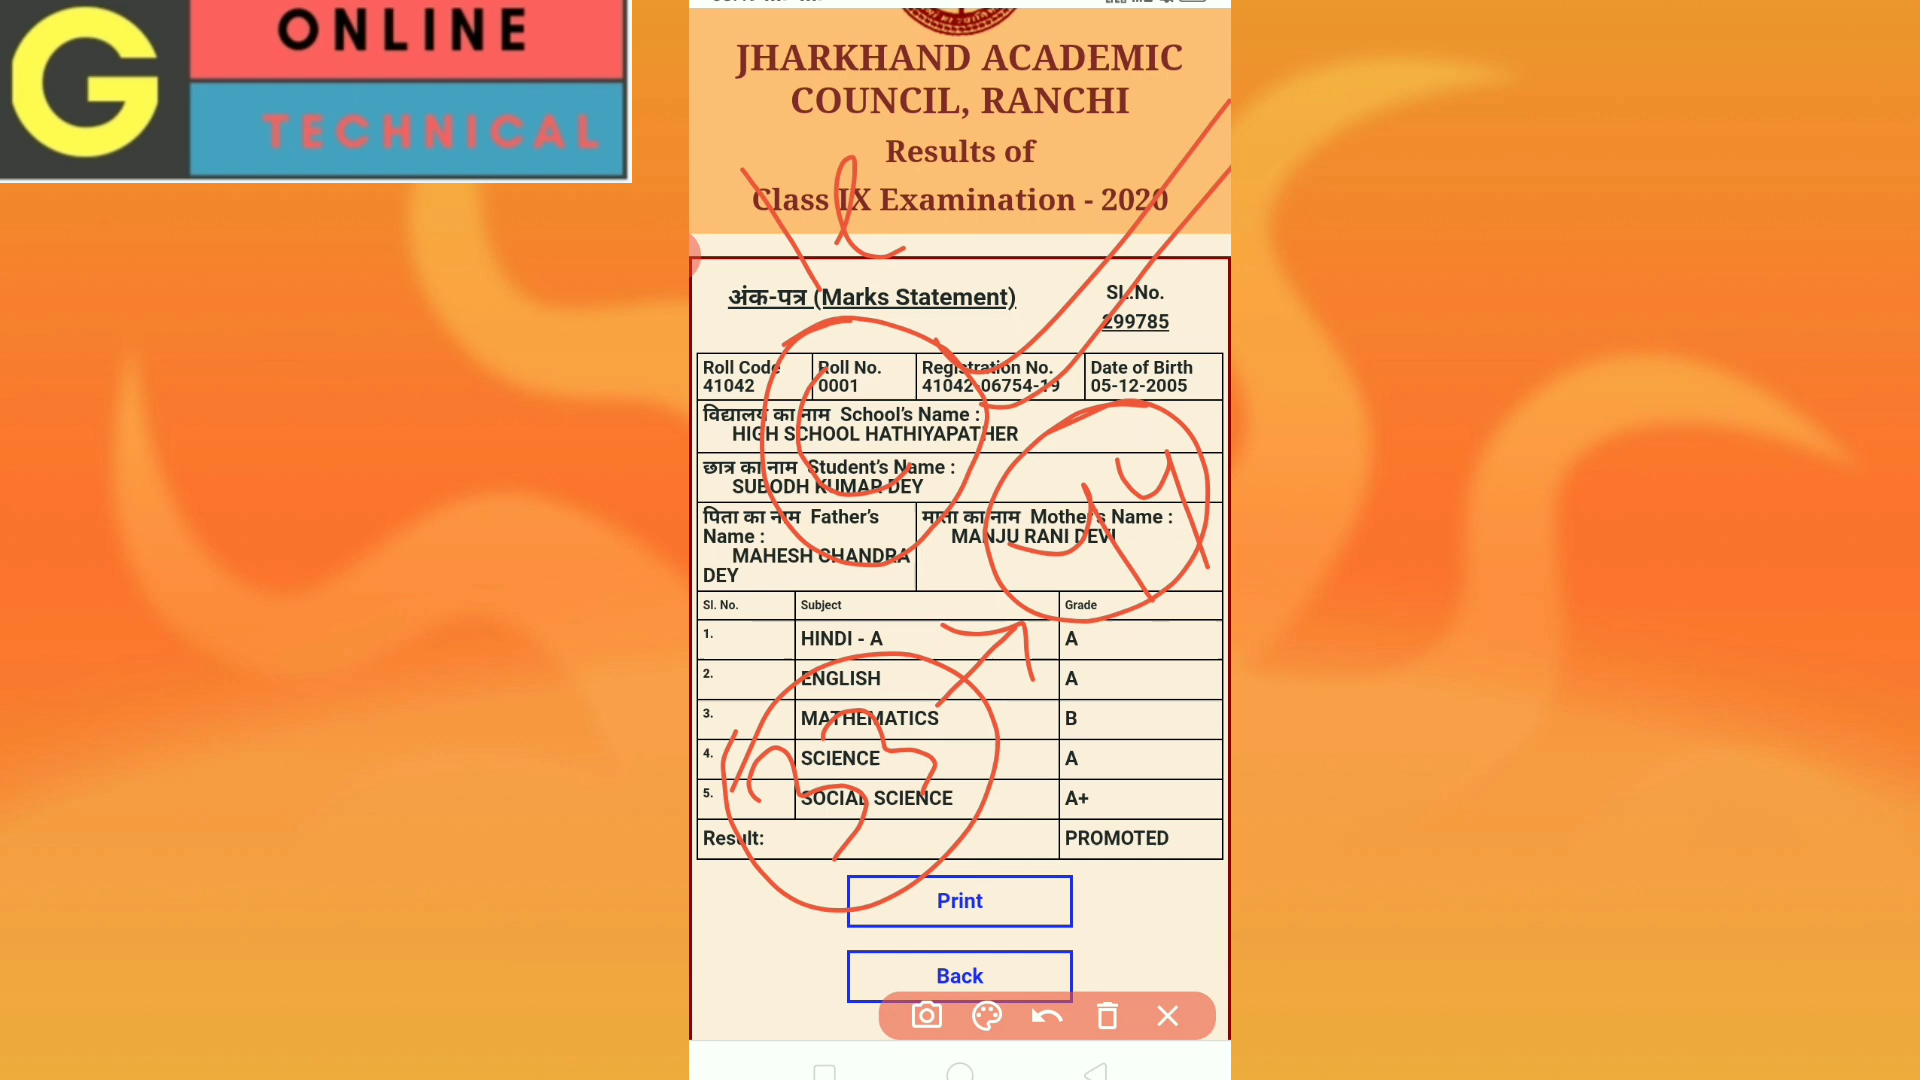 G ONLINE
TECHNICAL
JHARKHAND ACADEMIC
COUNCIL, RANCHI
Results of
Class IX Examination - 2020
अंक-पत्र (Marks Statement)
Sl.No.
299785
Roll Code
41042
Roll No.
0001
Registration No.
41042-06754-19
Date of Birth
05-12-2005
विद्यालय का नाम School's Name :
HIGH SCHOOL HATHIYAPATHER
छात्र का नाम Student's Name :
SUBODH KUMAR DEY
पिता का नाम Father's
Name :
MAHESH CHANDRA
DEY
माता का नाम Mother's Name :
MANJU RANI DEVI
Sl. No. Subject Grade
1. HINDI - A A
2. ENGLISH A
3. MATHEMATICS B
4. SCIENCE A
5. SOCIAL SCIENCE A+
Result: PROMOTED
Print
Back